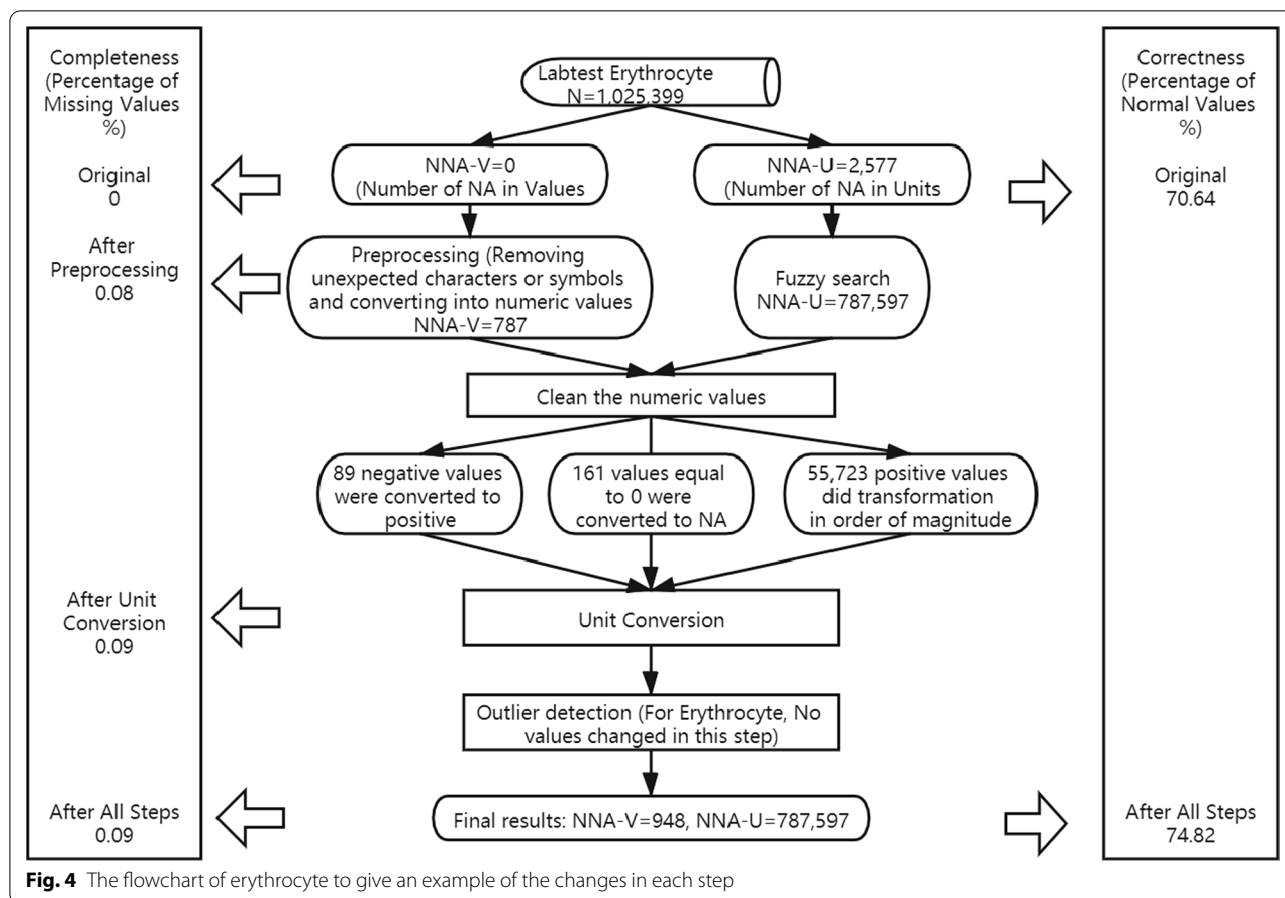 Completeness
(Percentage of
Missing Values
%)
Original
0
After
Preprocessing
0.08
After Unit
Conversion
0.09
After All Steps
0.09
Labtest Erythrocyte
N=1,025,399
NNA-V=0
(Number of NA in Values
NNA-U=2,577
(Number of NA in Units
Preprocessing (Removing
unexpected characters or symbols
and converting into numeric values
NNA-V=787
Fuzzy search
NNA-U=787,597
Clean the numeric values
89 negative values
were converted to
positive
161 values equal
to 0 were
converted to NA
55,723 positive values
did transformation
in order of magnitude
Unit Conversion
Outlier detection (For Erythrocyte, No
values changed in this step)
Final results: NNA-V=948, NNA-U=787,597
Correctness
(Percentage of
Normal Values
%)
Original
70.64
After All Steps
74.82
Fig. 4 The flowchart of erythrocyte to give an example of the changes in each step